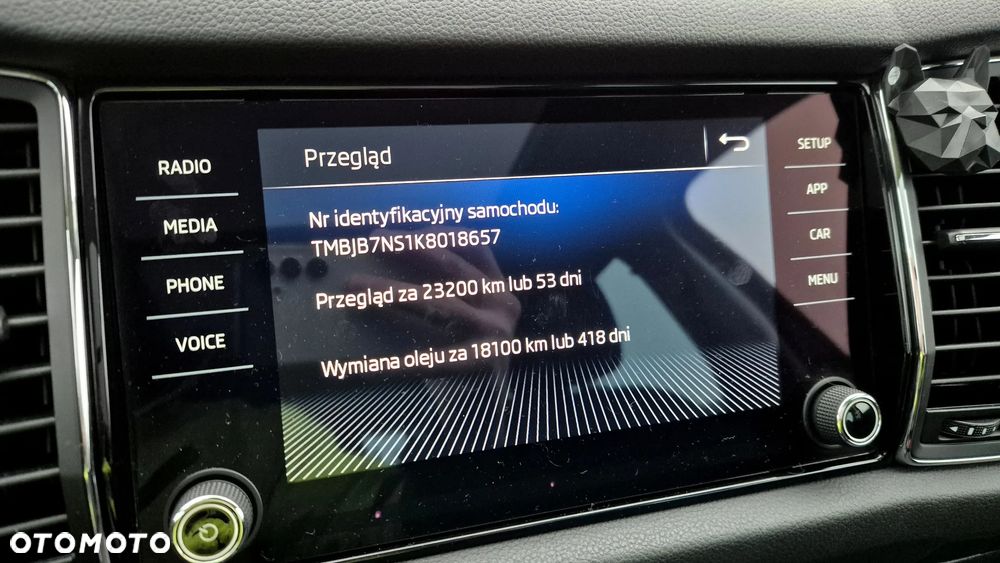 RADIO
MEDIA
PHONE
VOICE
Przegląd
Nr identyfikacyjny samochodu:
TMBJB7NS1K8018657
Przegląd za 23200 km lub 53 dni
Wymiana oleju za 18100 km lub 418 dni
SETUP
APP
CAR
MENU
OTOMOTO